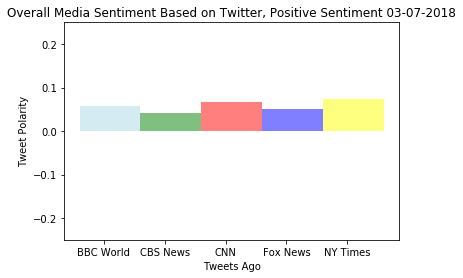 Overall Media Sentiment Based on Twitter, Positive Sentiment 03-07-2018
0.2
0.1
0.0
−0.1
−0.2
Tweet Polarity
BBC World CBS News CNN Fox News NY Times
Tweets Ago